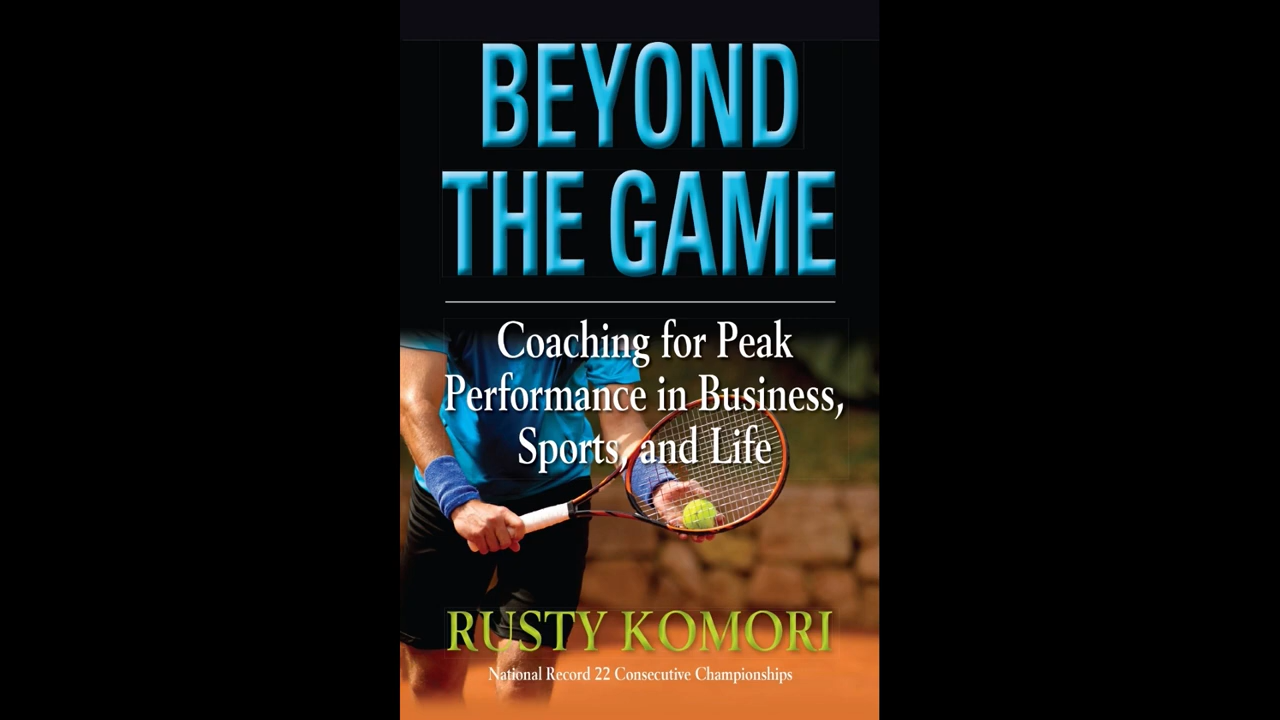 BEYOND
THE GAME
Coaching for Peak
Performance in Business,
Sports, and Life
RUSTY KOMORI
National Record 22 Consecutive Championships